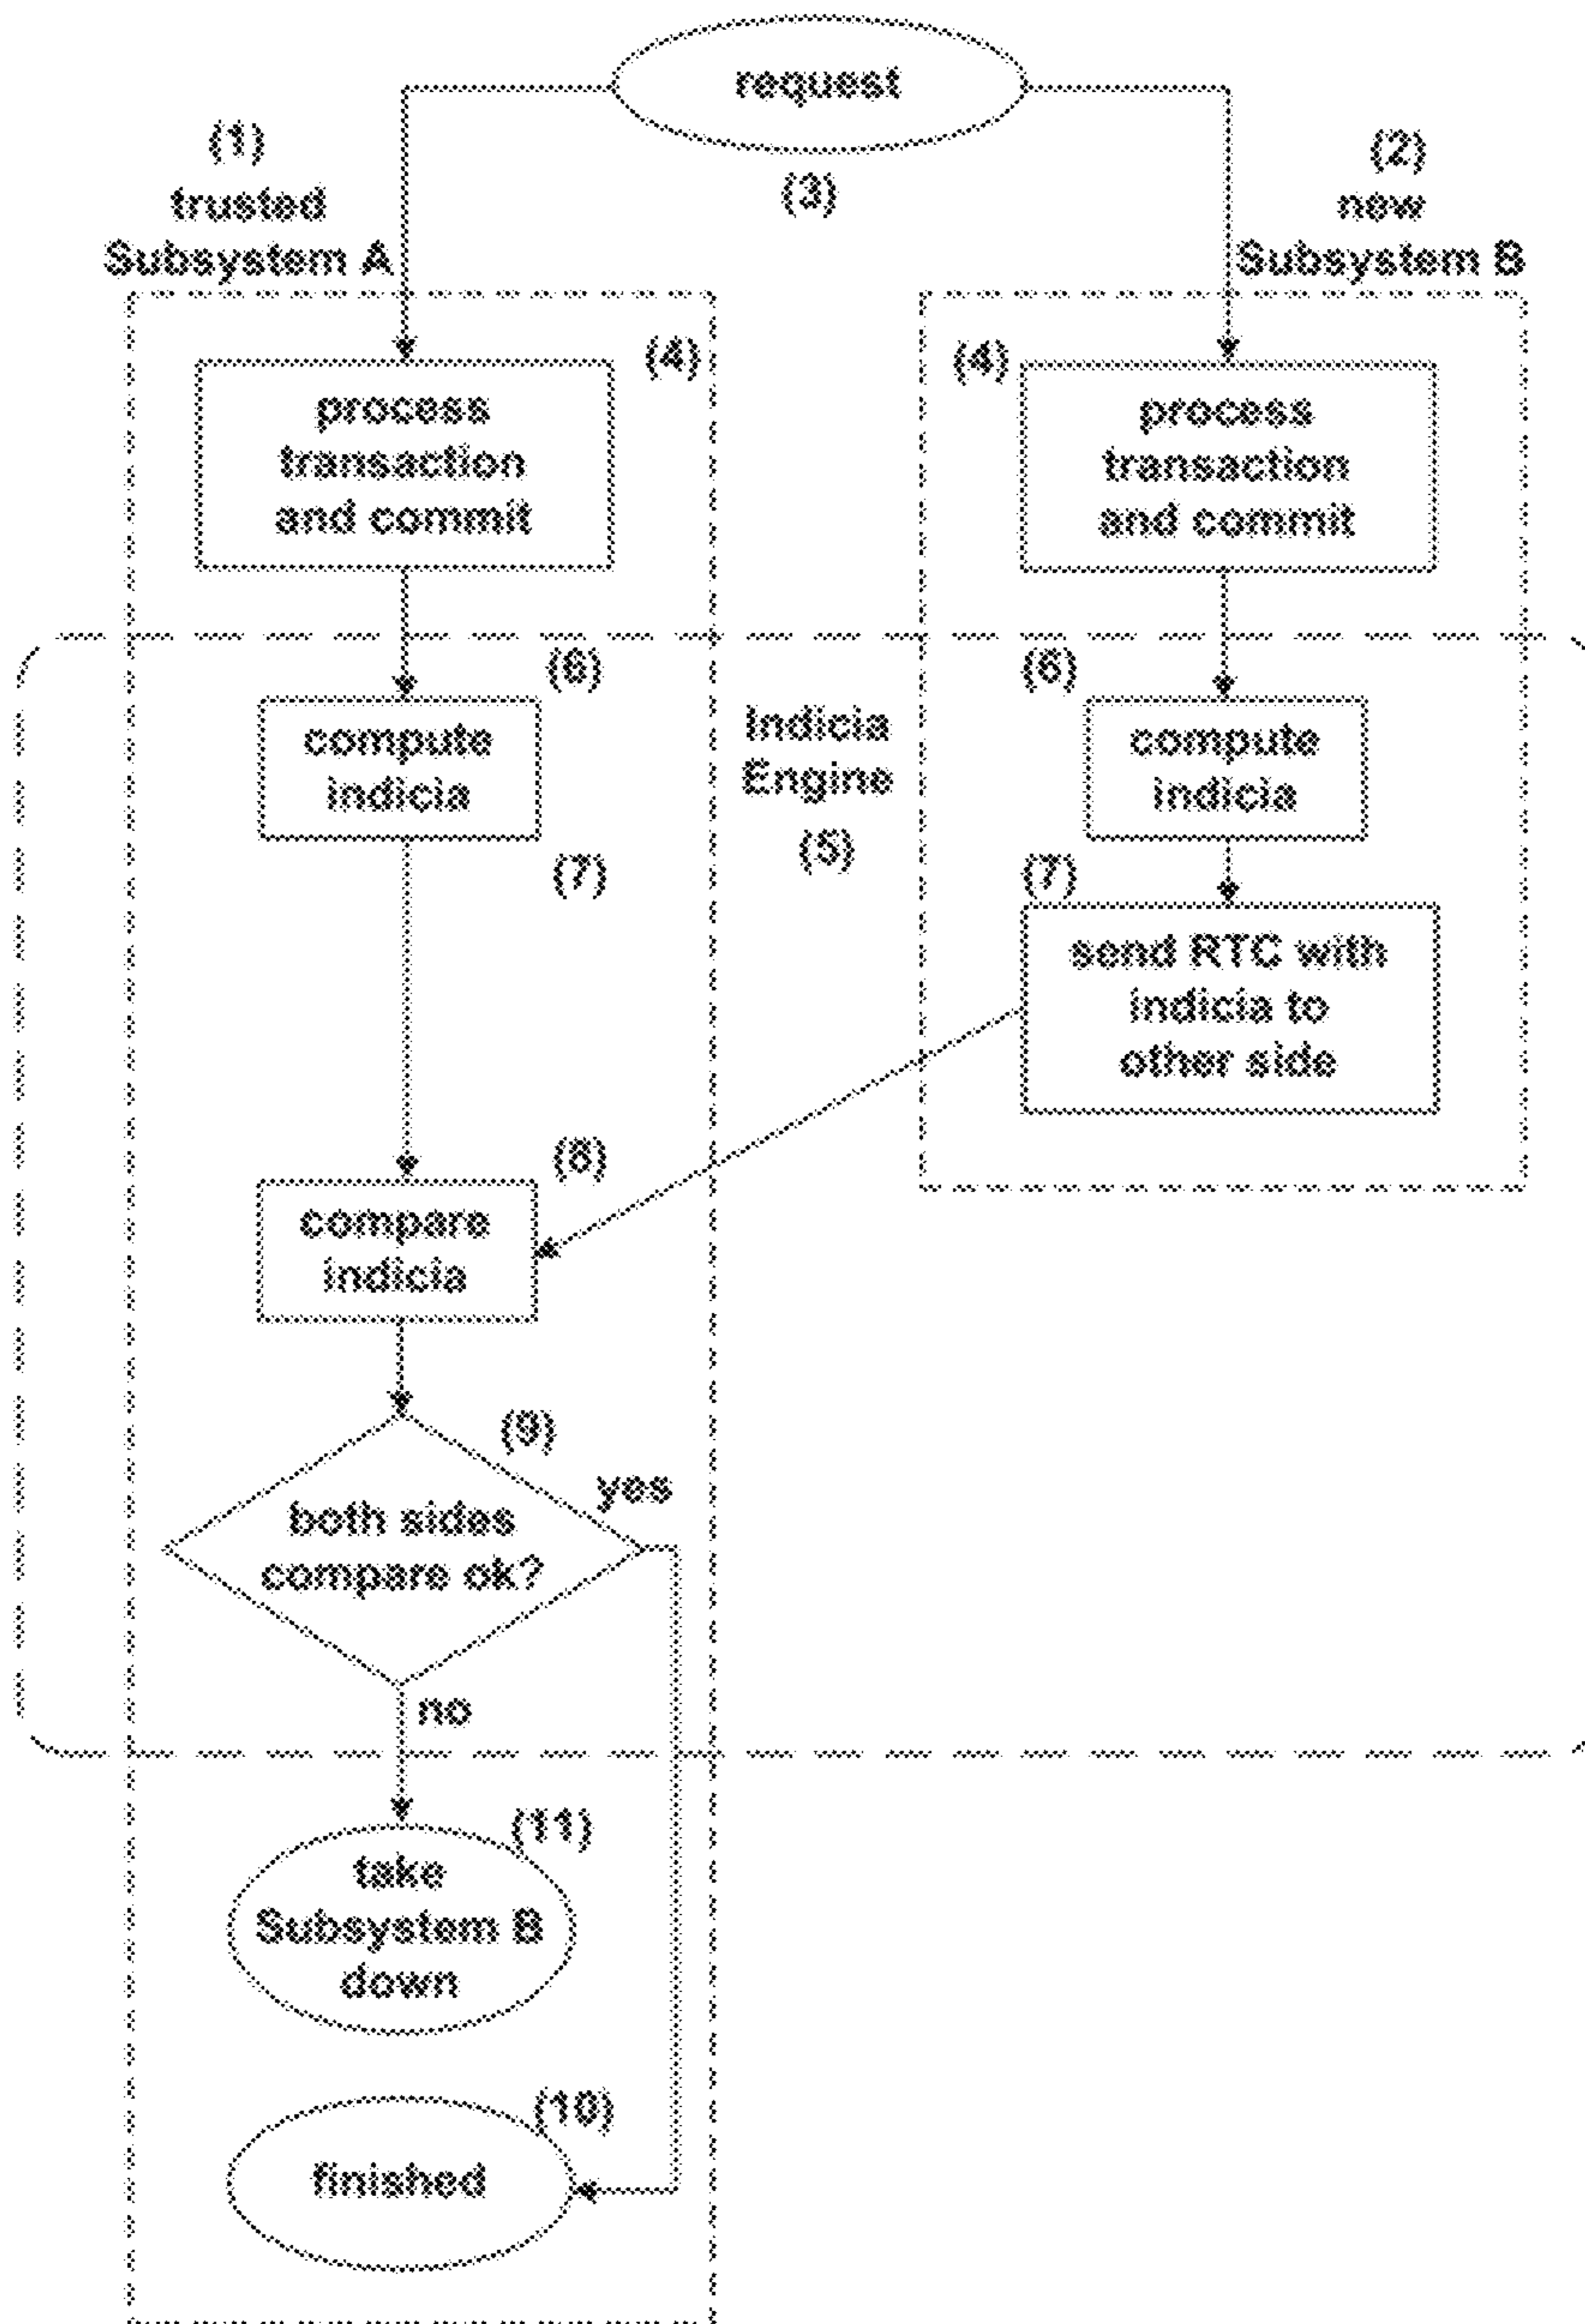 request
(3)
(1)
trusted
Subsystem A
(2)
new
Subsystem B
(4)
process
transaction
and commit
(4)
process
transaction
and commit
(6)
compute
indicia
(7)
Indicia
Engine
(5)
(6)
compute
indicia
(7)
send RTC with
indicia to
other side
(8)
compare
indicia
(9)
yes
both sides
compare ok?
no
(11)
take
Subsystem B
down
(10)
finished